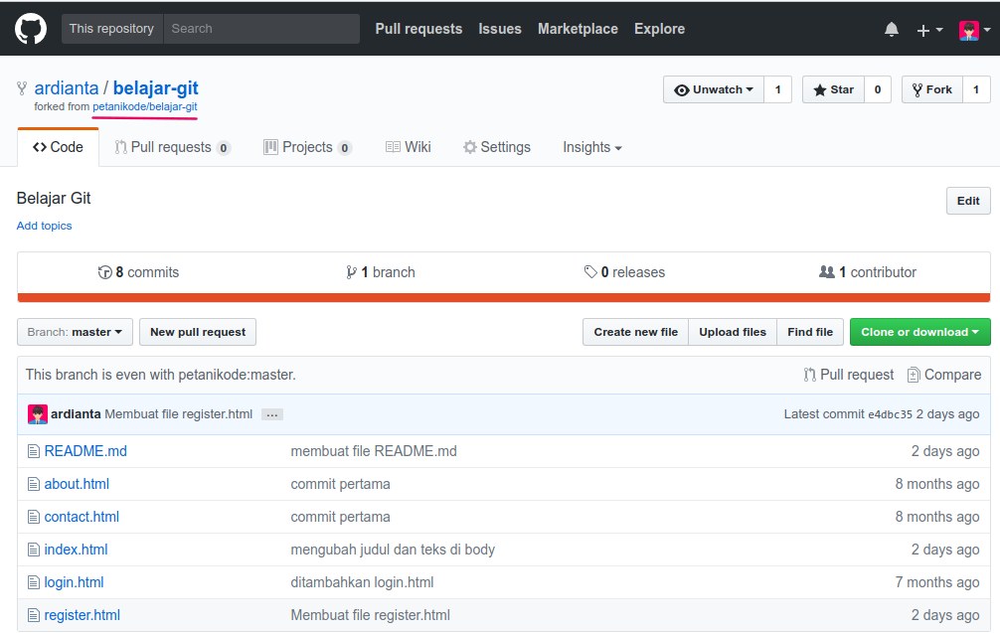 This repository Search Pull requests Issues Marketplace Explore
ardianta / belajar-git Unwatch 1 Star 0 Fork 1
forked from petanikode/belajar-git
Code Pull requests 0 Projects 0 Wiki Settings Insights
Belajar Git Edit
Add topics
8 commits 1 branch 0 releases 1 contributor
Branch: master New pull request Create new file Upload files Find file Clone or download
This branch is even with petanikode:master. Pull request Compare
ardianta Membuat file register.html ... Latest commit e4dbc35 2 days ago
README.md membuat file README.md 2 days ago
about.html commit pertama 8 months ago
contact.html commit pertama 8 months ago
index.html mengubah judul dan teks di body 2 days ago
login.html ditambahkan login.html 7 months ago
register.html Membuat file register.html 2 days ago